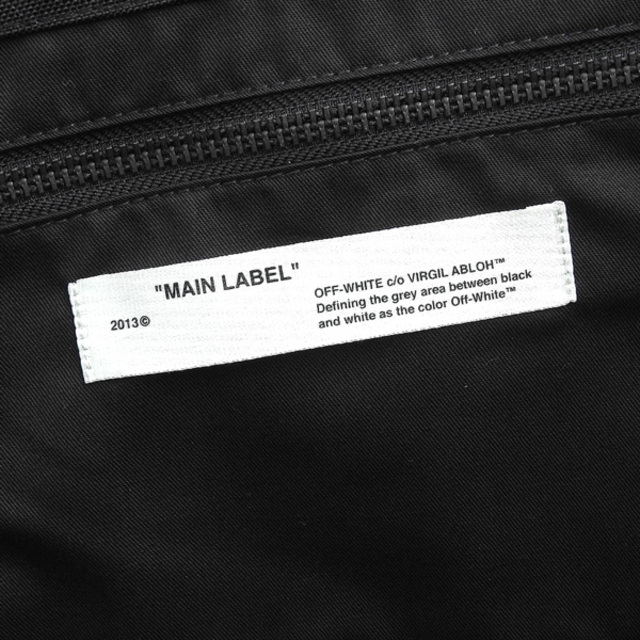 "MAIN LABEL"
2013©
OFF-WHITE c/o VIRGIL ABLOH™
Defining the grey area between black
and white as the color Off-White™